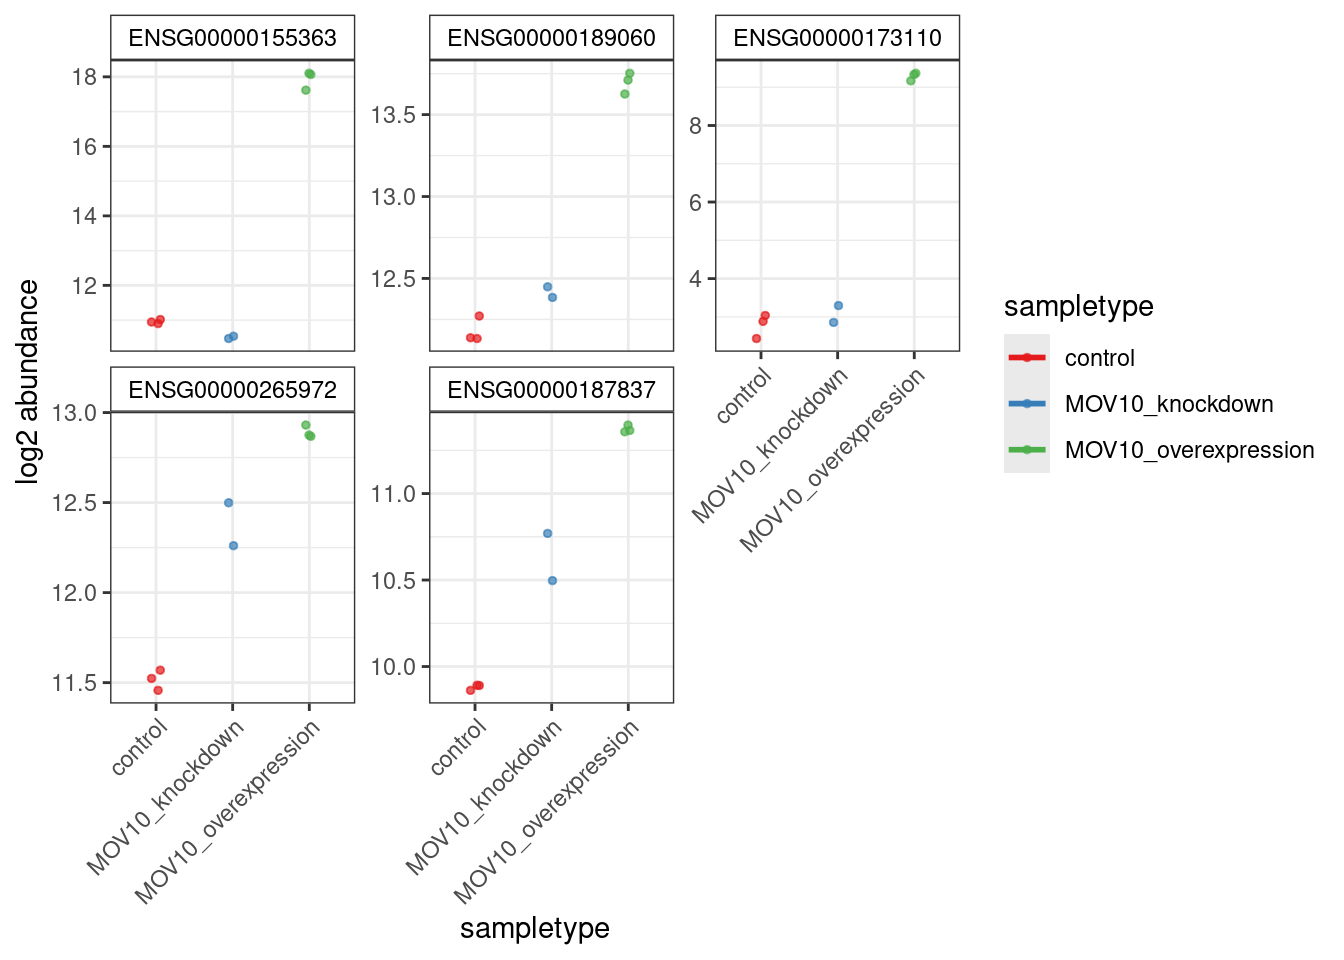 ENSG00000155363 ENSG00000189060 ENSG00000173110
18
16
14
12
13.5
13.0
12.5
8
6
4
control
MOV10_knockdown
MOV10_overexpression
ENSG00000265972 ENSG00000187837
13.0
12.5
12.0
11.5
11.0
10.5
10.0
control
MOV10_knockdown
MOV10_overexpression
control
MOV10_knockdown
MOV10_overexpression
log2 abundance
sampletype
sampletype
control
MOV10_knockdown
MOV10_overexpression